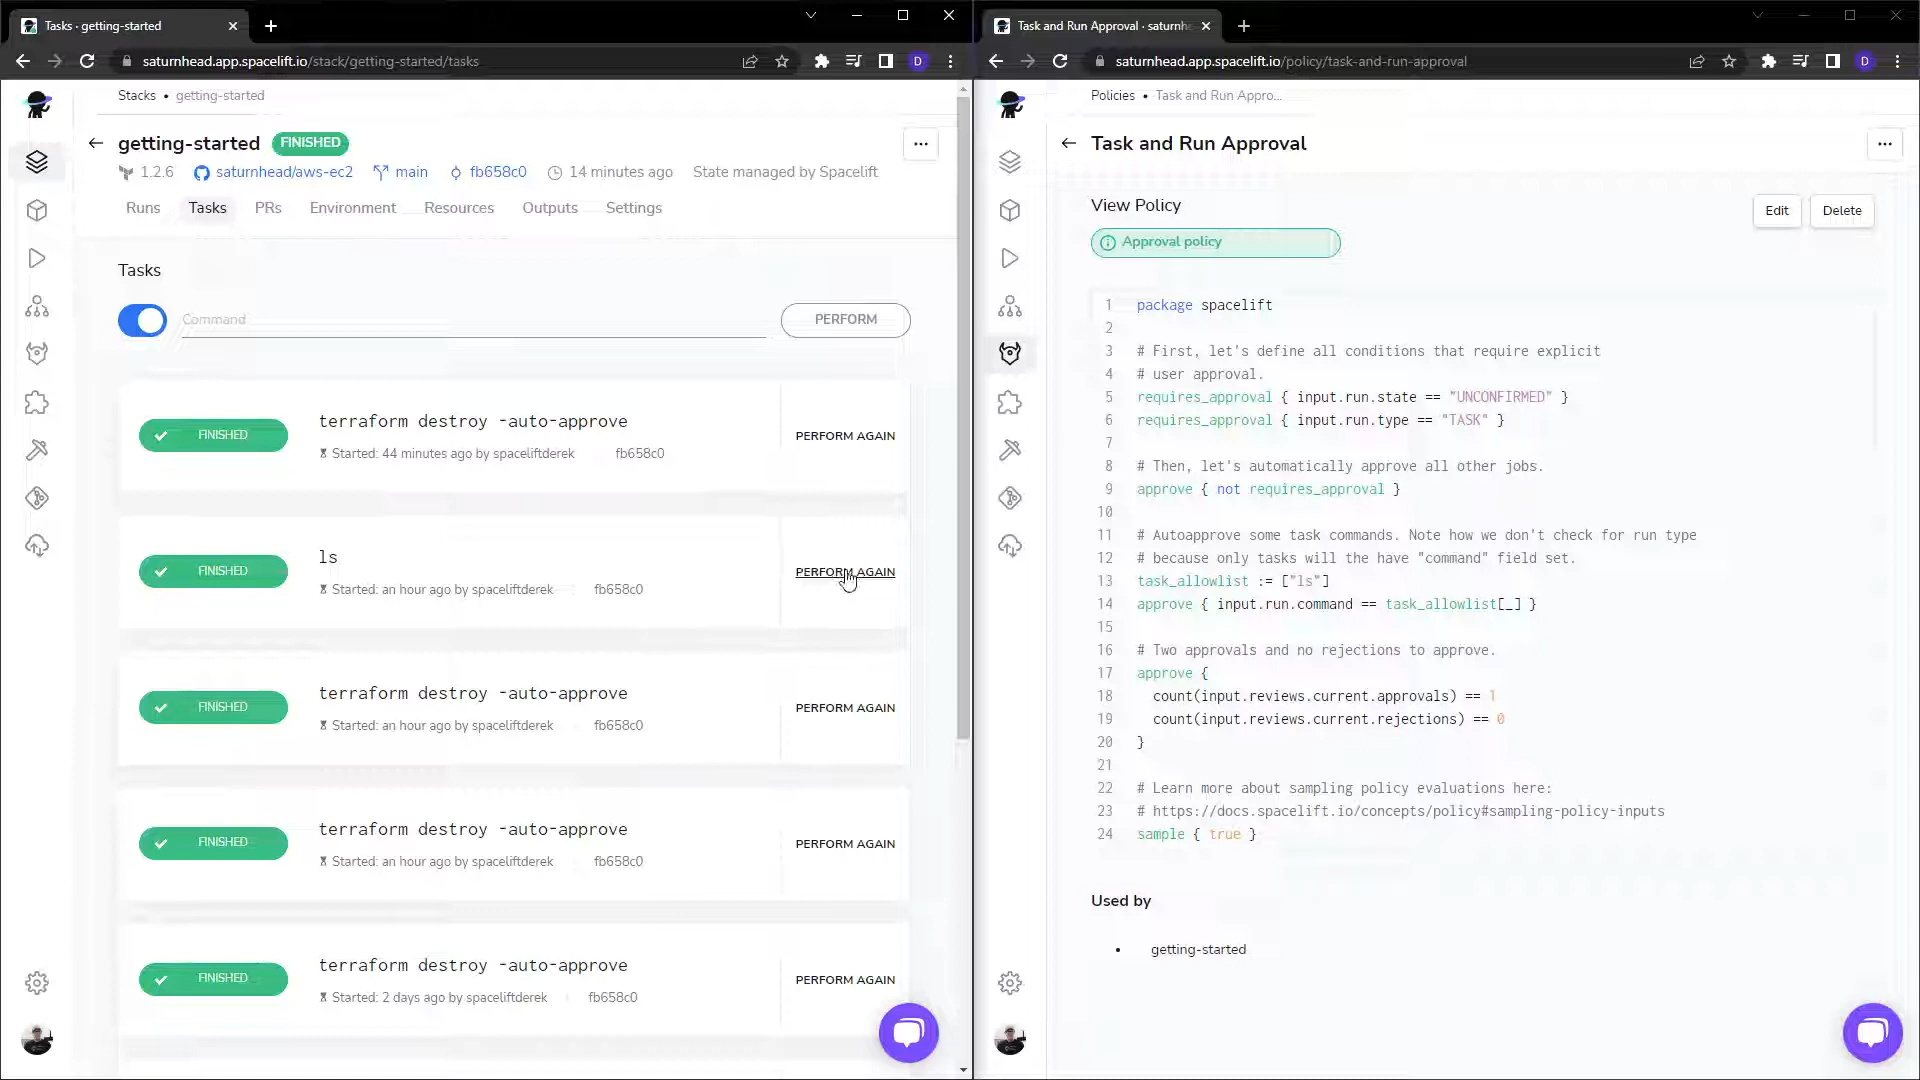 Tasks · getting-started
saturnhead.app.spacelift.io/stack/getting-started/tasks
D
Stacks • getting-started
getting-started FINISHED
1.2.6 saturnhead/aws-ec2 main fb658c0 14 minutes ago State managed by Spacelift
Runs Tasks PRs Environment Resources Outputs Settings
Tasks
Command PERFORM
FINISHED terraform destroy -auto-approve PERFORM AGAIN
Started: 44 minutes ago by spaceliftderek fb658c0
FINISHED ls PERFORM AGAIN
Started: an hour ago by spaceliftderek fb658c0
FINISHED terraform destroy -auto-approve PERFORM AGAIN
Started: an hour ago by spaceliftderek fb658c0
FINISHED terraform destroy -auto-approve PERFORM AGAIN
Started: an hour ago by spaceliftderek fb658c0
FINISHED terraform destroy -auto-approve PERFORM AGAIN
Started: 2 days ago by spaceliftderek fb658c0
Task and Run Approval · saturnhe
saturnhead.app.spacelift.io/policy/task-and-run-approval
D
Policies • Task and Run Appro...
Task and Run Approval
View Policy
Edit Delete
Approval policy
1 package spacelift
2
3 # First, let's define all conditions that require explicit
4 # user approval.
5 requires_approval { input.run.state == "UNCONFIRMED" }
6 requires_approval { input.run.type == "TASK" }
7
8 # Then, let's automatically approve all other jobs.
9 approve { not requires_approval }
10
11 # Autoapprove some task commands. Note how we don't check for run type
12 # because only tasks will the have "command" field set.
13 task_allowlist := ["ls"]
14 approve { input.run.command == task_allowlist[_] }
15
16 # Two approvals and no rejections to approve.
17 approve {
18 count(input.reviews.current.approvals) == 1
19 count(input.reviews.current.rejections) == 0
20 }
21
22 # Learn more about sampling policy evaluations here:
23 # https://docs.spacelift.io/concepts/policy#sampling-policy-inputs
24 sample { true }
Used by
• getting-started